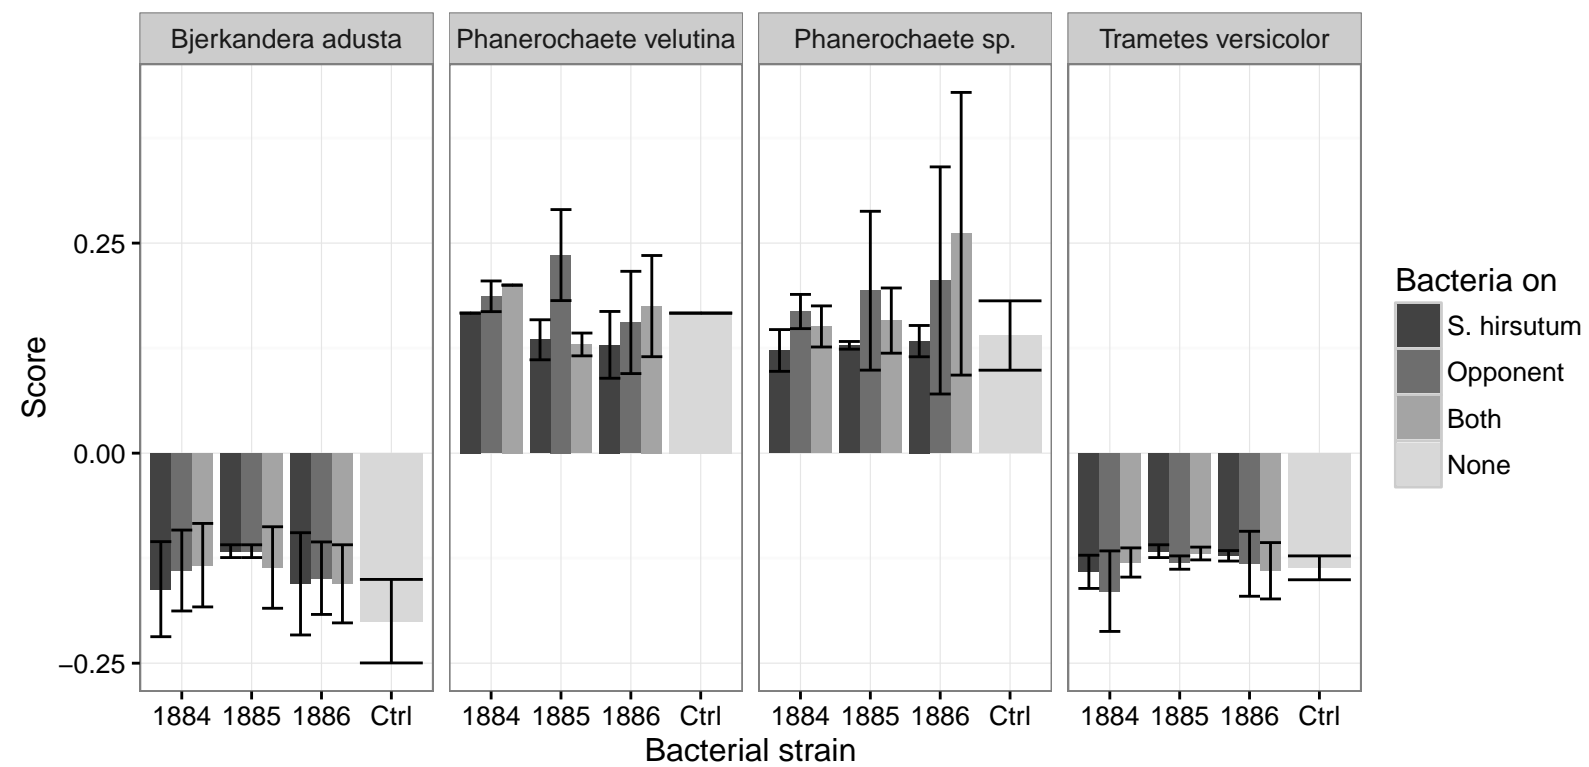 Bjerkandera adusta
Phanerochaete velutina
Phanerochaete sp.
Trametes versicolor
Score
0.25
0.00
−0.25
1884 1885 1886 Ctrl
1884 1885 1886 Ctrl
1884 1885 1886 Ctrl
1884 1885 1886 Ctrl
Bacterial strain
Bacteria on
S. hirsutum
Opponent
Both
None